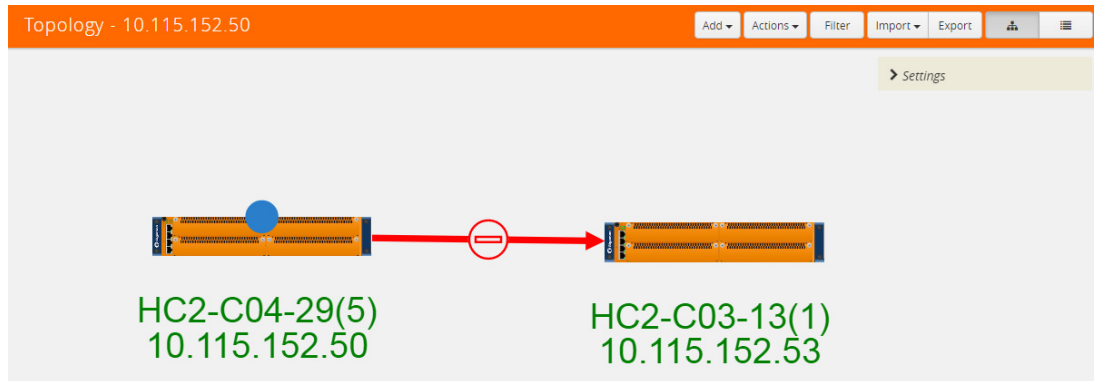 Topology - 10.115.152.50
Add Actions Filter Import Export
Settings
HC2-C04-29(5)
10.115.152.50
HC2-C03-13(1)
10.115.152.53